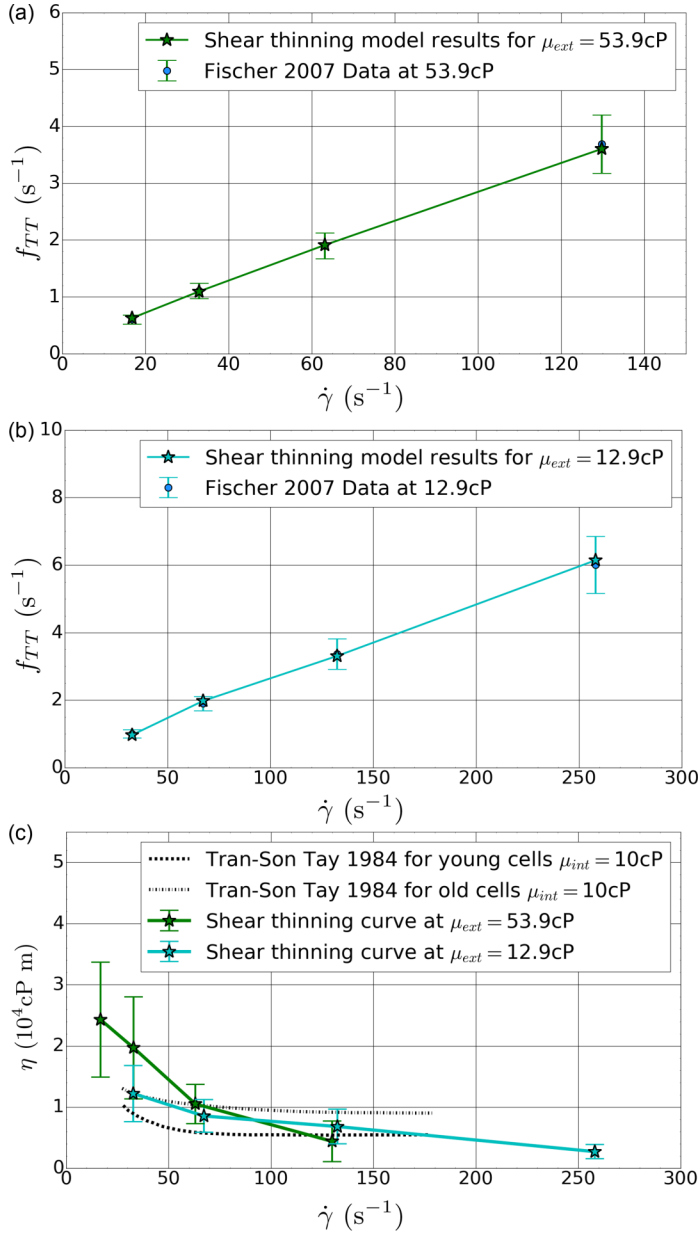 (a)
6
5
4
3
2
1
0
Shear thinning model results for μ_ext = 53.9cP
Fischer 2007 Data at 53.9cP
f_TT (s⁻¹)
0 20 40 60 80 100 120 140
γ̇ (s⁻¹)
(b)
10
8
6
4
2
0
Shear thinning model results for μ_ext = 12.9cP
Fischer 2007 Data at 12.9cP
f_TT (s⁻¹)
0 50 100 150 200 250 300
γ̇ (s⁻¹)
(c)
5
4
3
2
1
0
Tran-Son Tay 1984 for young cells μ_int = 10cP
Tran-Son Tay 1984 for old cells μ_int = 10cP
Shear thinning curve at μ_ext = 53.9cP
Shear thinning curve at μ_ext = 12.9cP
η (10⁴cP m)
0 50 100 150 200 250 300
γ̇ (s⁻¹)